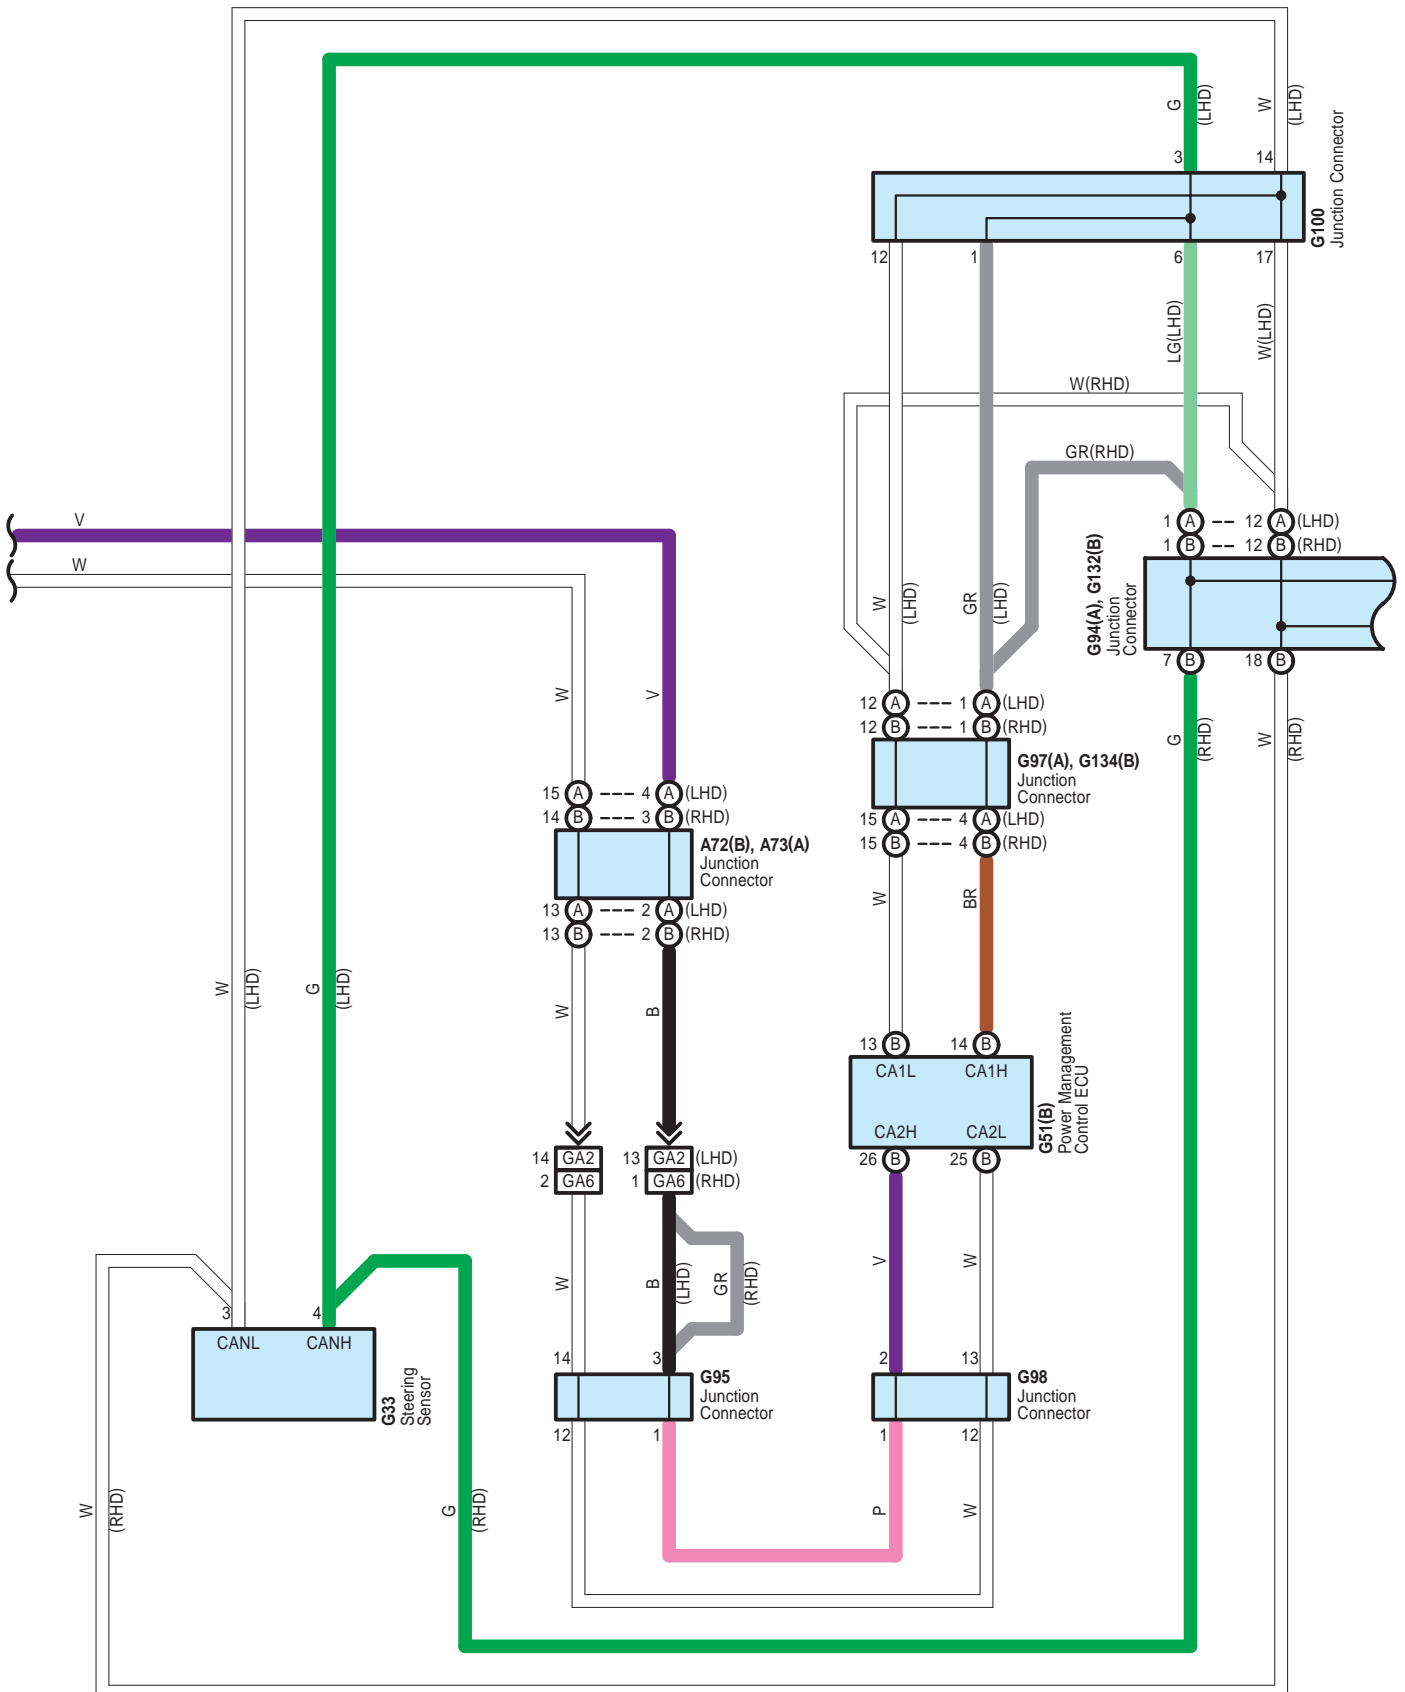 G
(LHD)
W
(LHD)
3
14
G100
Junction Connector
12
1
6
17
LG(LHD)
W(LHD)
W(RHD)
GR(RHD)
V
W
1 A 12 A (LHD)
1 B 12 B (RHD)
G94(A), G132(B)
Junction
Connector
7 B 18 B
W
(LHD)
GR
(LHD)
W
V
12 A 1 A (LHD)
12 B 1 B (RHD)
G97(A), G134(B)
Junction
Connector
G
(RHD)
W
(RHD)
15 A 4 A (LHD)
14 B 3 B (RHD)
15 A 4 A (LHD)
15 B 4 B (RHD)
A72(B), A73(A)
Junction
Connector
13 A 2 A (LHD)
13 B 2 B (RHD)
W
BR
W
(LHD)
G
(LHD)
W
B
13 B 14 B
CA1L CA1H
CA2H CA2L
G51(B)
Power Management
Control ECU
26 B 25 B
14 GA2 13 GA2 (LHD)
2 GA6 1 GA6 (RHD)
W
B
(LHD)
GR
(RHD)
V
W
3
4
CANL CANH
G33
Steering
Sensor
14
3
G95
Junction
Connector
12
1
2
13
G98
Junction
Connector
1
12
W
(RHD)
G
(RHD)
P
W